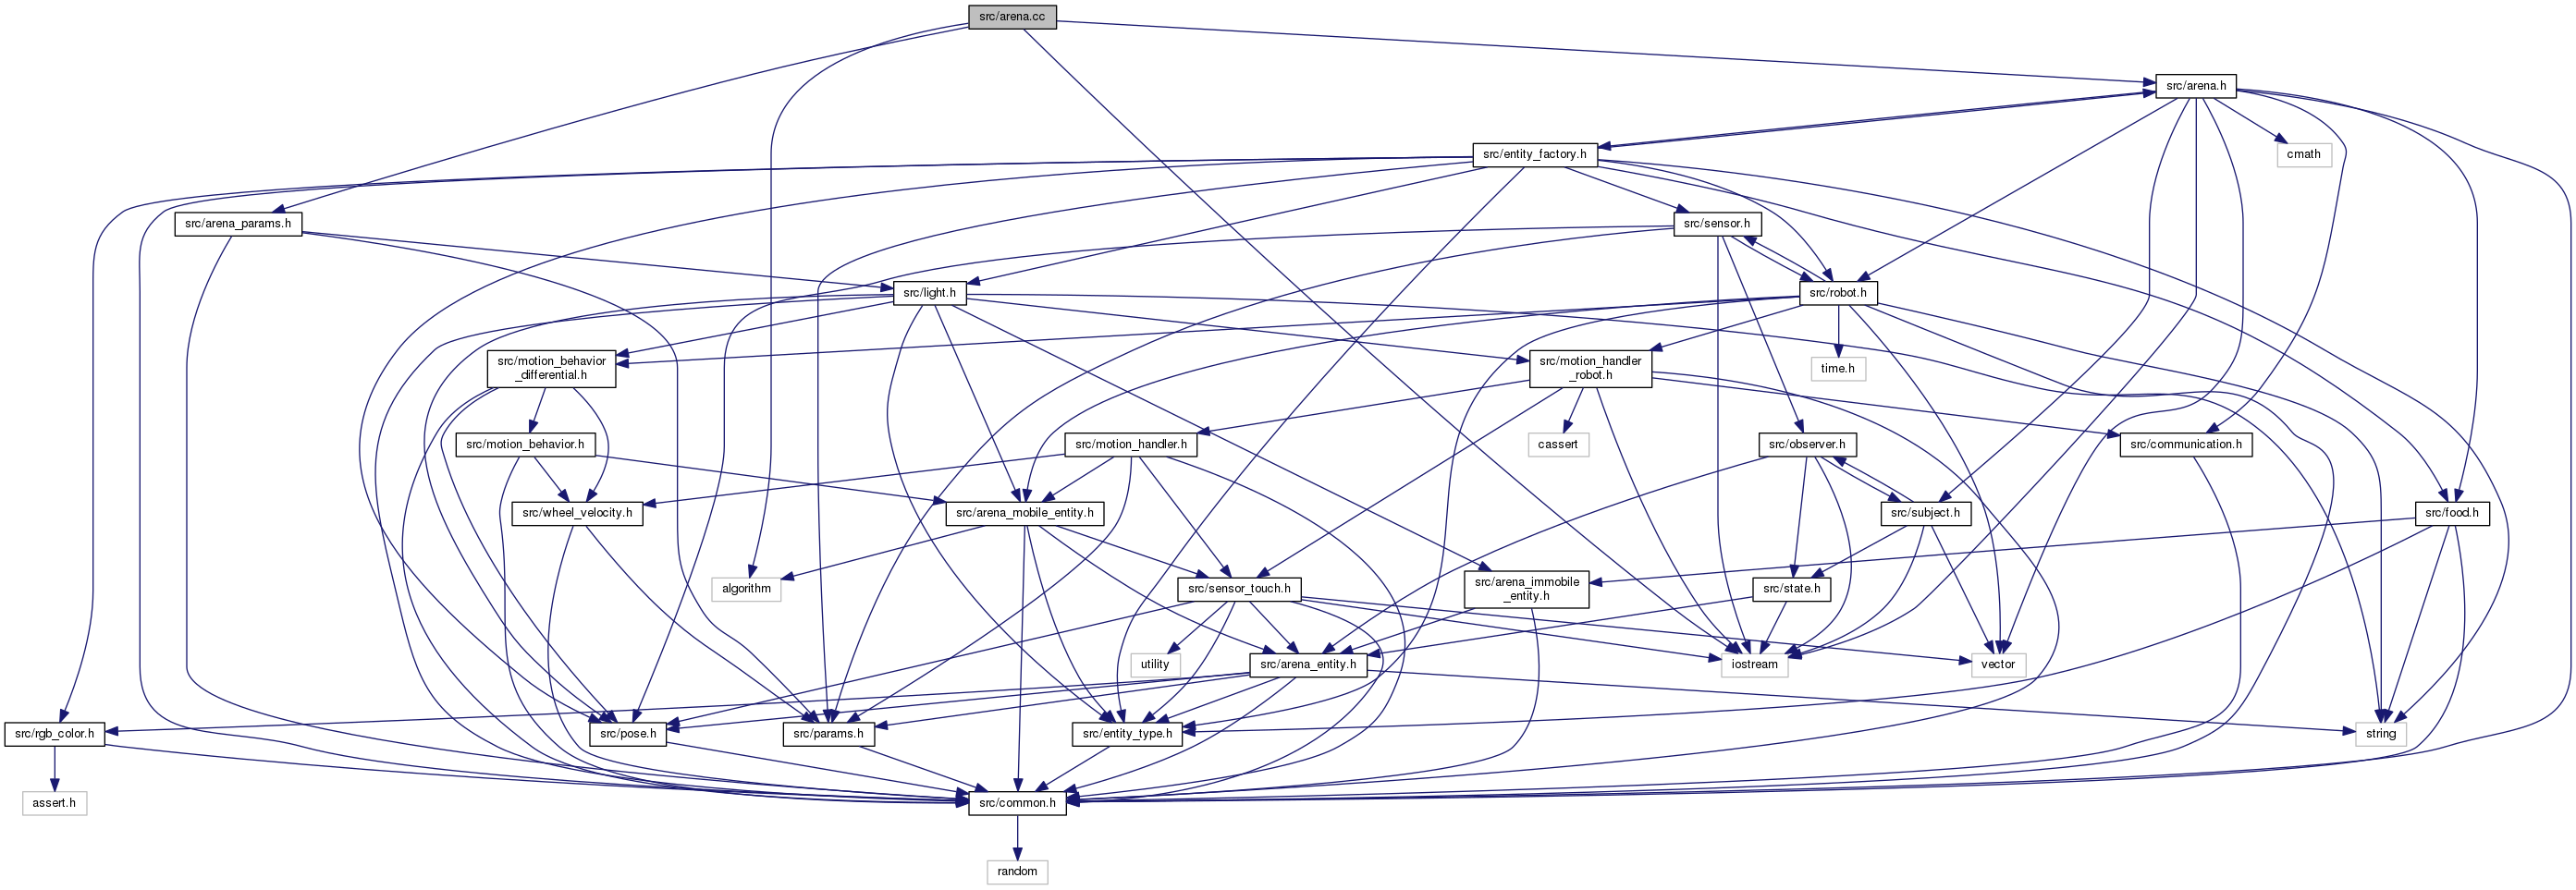 src/arena.cc
src/arena.h
src/entity_factory.h
cmath
src/arena_params.h
src/sensor.h
src/light.h
src/robot.h
src/motion_behavior
_differential.h
src/motion_handler
_robot.h
time.h
src/motion_behavior.h
src/motion_handler.h
cassert
src/observer.h
src/communication.h
src/wheel_velocity.h
src/arena_mobile_entity.h
src/subject.h
src/food.h
algorithm
src/sensor_touch.h
src/arena_immobile
_entity.h
src/state.h
utility
src/arena_entity.h
iostream
vector
src/rgb_color.h
src/pose.h
src/params.h
src/entity_type.h
string
assert.h
src/common.h
random